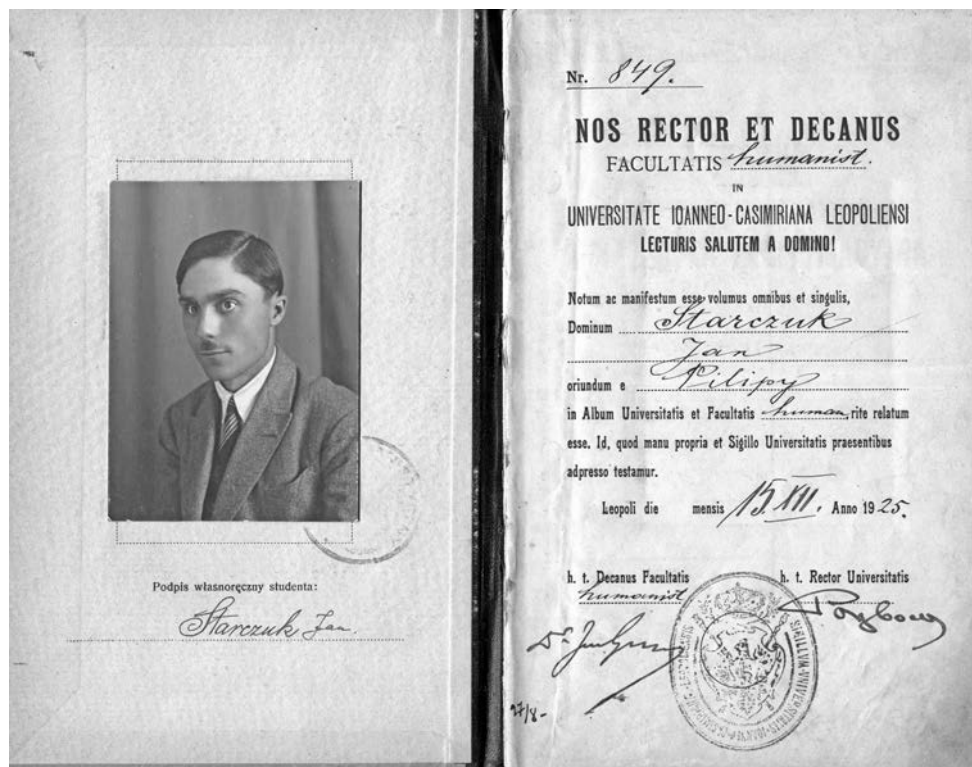 Podpis własnoręczny studenta:
Starczuk Jan.
Nr. 849.
NOS RECTOR ET DECANUS
FACULTATIS humanist.
IN
UNIVERSITATE IOANNEO-CASIMIRIANA LEOPOLIENSI
LECTURIS SALUTEM A DOMINO!
Notum ac manifestum esse volumus omnibus et singulis,
Dominum Starczuk
Jan
oriundum e Pilipy
in Album Universitatis et Facultatis human. rite relatum
esse. Id, quod manu propria et Sigillo Universitatis praesentibus
adpresso testamur.
Leopoli die mensis 15.XII. Anno 1925.
h. t. Decanus Facultatis
humanist
h. t. Rector Universitatis
Dr.